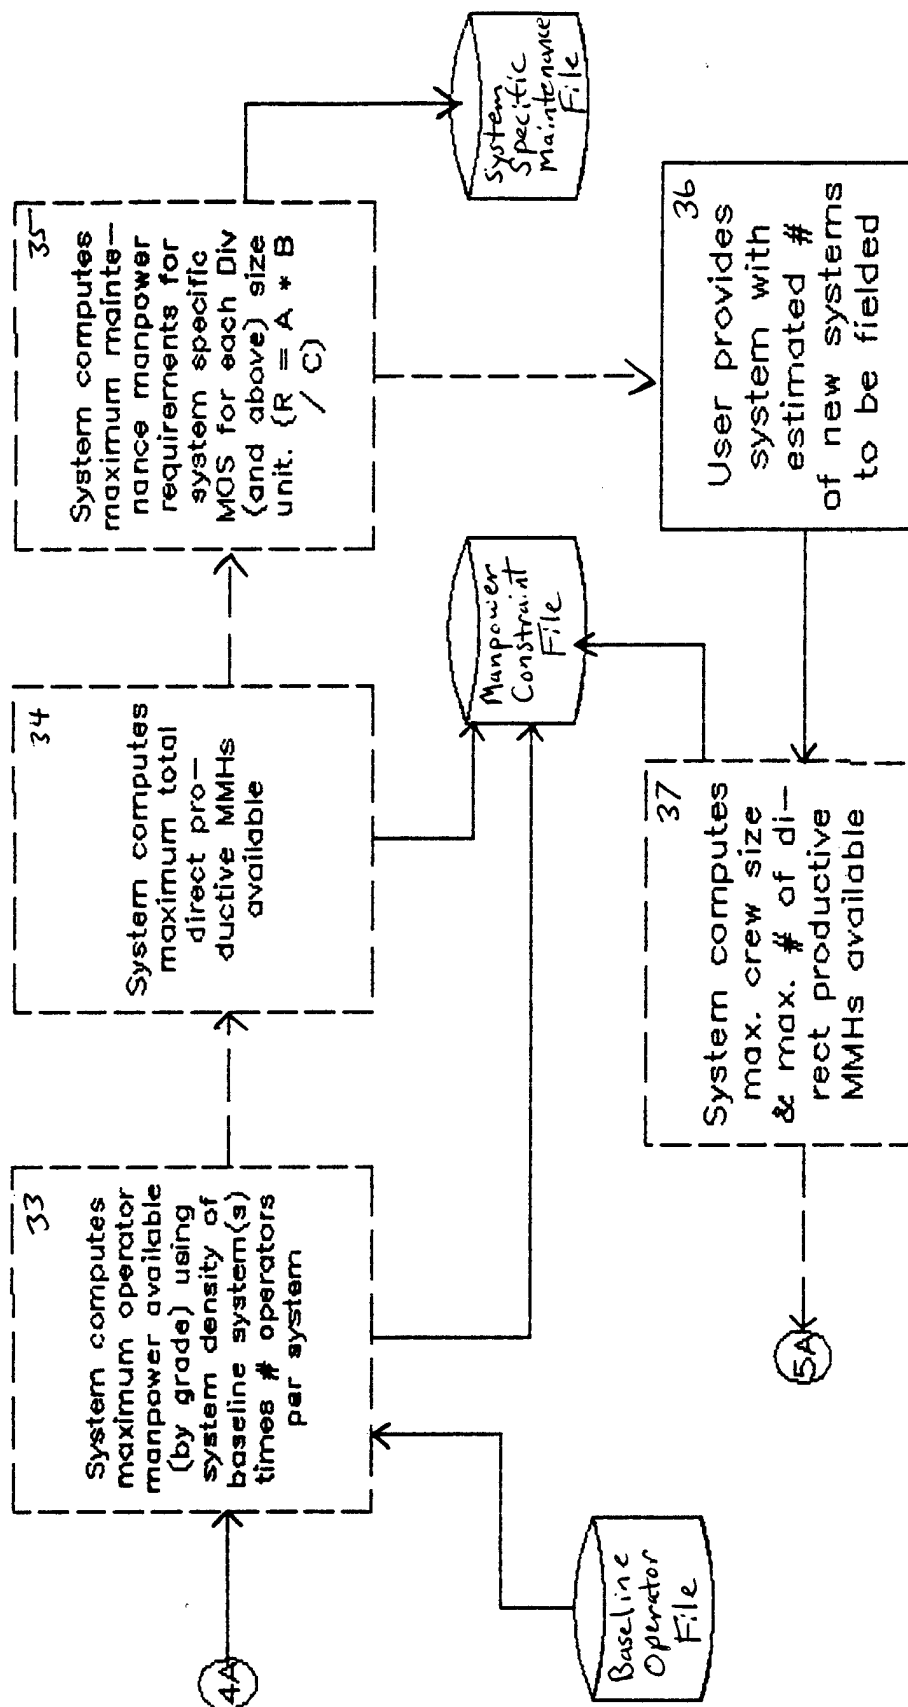 4A
33
System computes
maximum operator
manpower available
(by grade) using
system density of
baseline system(s)
times # operators
per system
34
System computes
maximum total
direct pro—
ductive MMHs
available
35
System computes
maximum mainte—
nance manpower
requirements for
system specific
MOS for each Div
(and above) size
unit. (R = A * B
/ C)
Baseline
Operator
File
Manpower
Constraint
File
System
Specific
Maintenance
File
36
User provides
system with
estimated #
of new systems
to be fielded
37
System computes
max. crew size
& max. # of di—
rect productive
MMHs available
5A